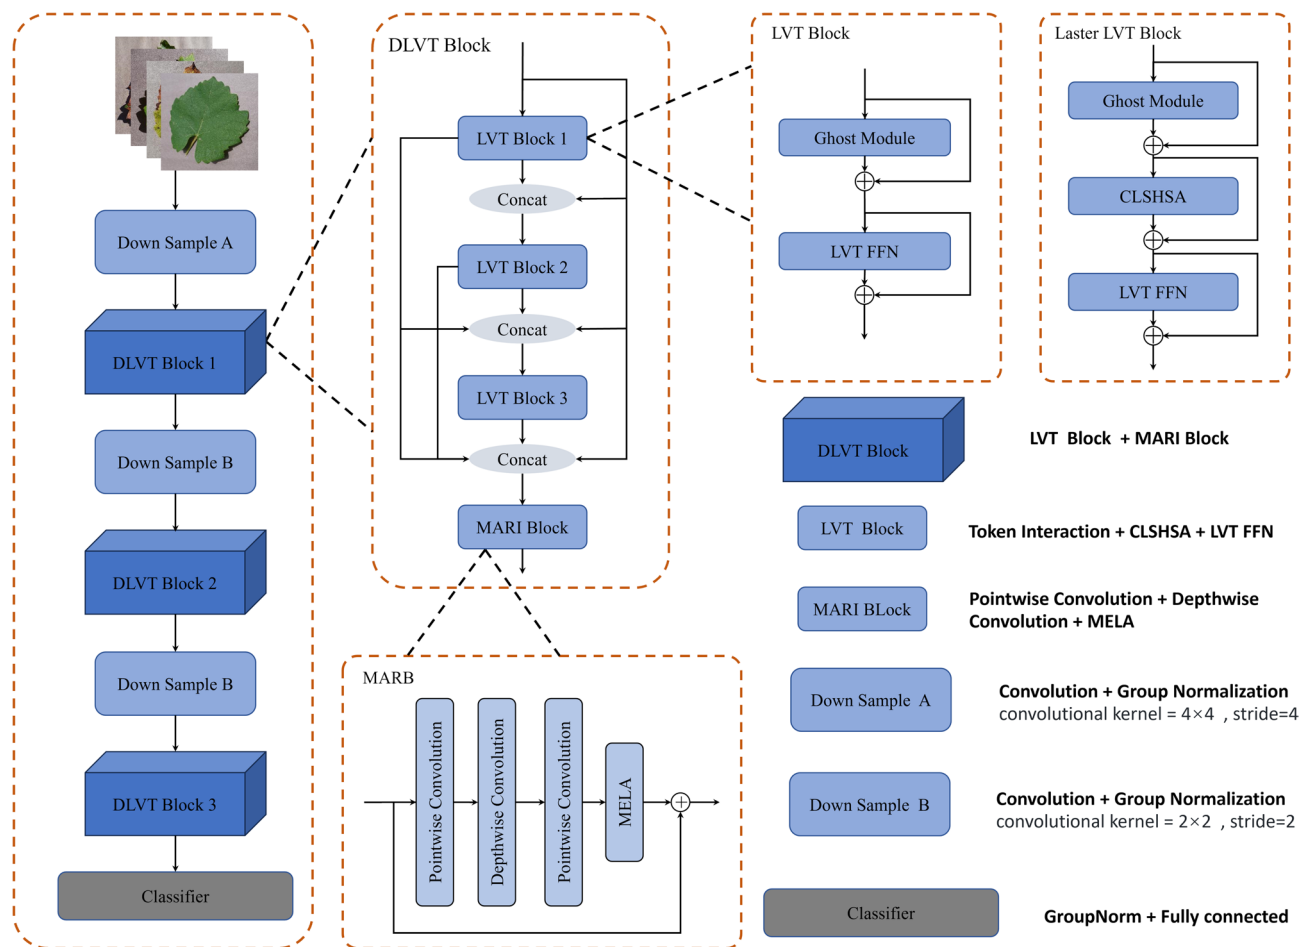 Down Sample A
DLVT Block 1
Down Sample B
DLVT Block 2
Down Sample B
DLVT Block 3
Classifier
DLVT Block
LVT Block 1
Concat
LVT Block 2
Concat
LVT Block 3
Concat
MARI Block
LVT Block
Ghost Module
LVT FFN
Laster LVT Block
Ghost Module
CLSHSA
LVT FFN
MARB
Pointwise Convolution
Depthwise Convolution
Pointwise Convolution
MELA
DLVT Block
LVT Block + MARI Block
LVT Block
Token Interaction + CLSHSA + LVT FFN
MARI BLock
Pointwise Convolution + Depthwise
Convolution + MELA
Down Sample A
Convolution + Group Normalization
convolutional kernel = 4×4 , stride=4
Down Sample B
Convolution + Group Normalization
convolutional kernel = 2×2 , stride=2
Classifier
GroupNorm + Fully connected